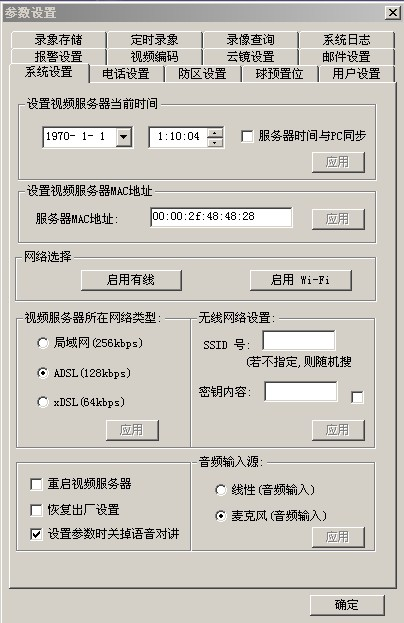 参数设置
录象存储 定时录象 录像查询 系统日志
报警设置 视频编码 云镜设置 邮件设置
系统设置 电话设置 防区设置 球预置位 用户设置
设置视频服务器当前时间
1970- 1- 1 1:10:04 服务器时间与PC同步
应用
设置视频服务器MAC地址
服务器MAC地址: 00:00:2f:48:48:28 应用
网络选择
启用有线 启用 Wi-Fi
视频服务器所在网络类型: 无线网络设置:
局域网(256kbps) SSID 号:
(若不指定,则随机搜
ADSL(128kbps)
密钥内容:
xDSL(64kbps)
应用 应用
音频输入源:
重启视频服务器 线性(音频输入)
恢复出厂设置 麦克风(音频输入)
设置参数时关掉语音对讲 应用
确定